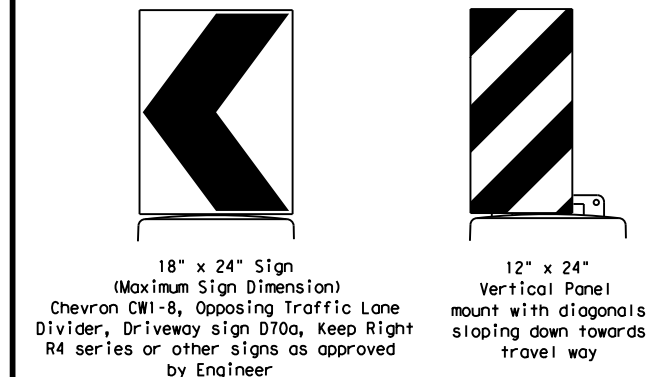 18" x 24" Sign
(Maximum Sign Dimension)
Chevron CW1-8, Opposing Traffic Lane
Divider, Driveway sign D70a, Keep Right
R4 series or other signs as approved
by Engineer
12" x 24"
Vertical Panel
mount with diagonals
sloping down towards
travel way